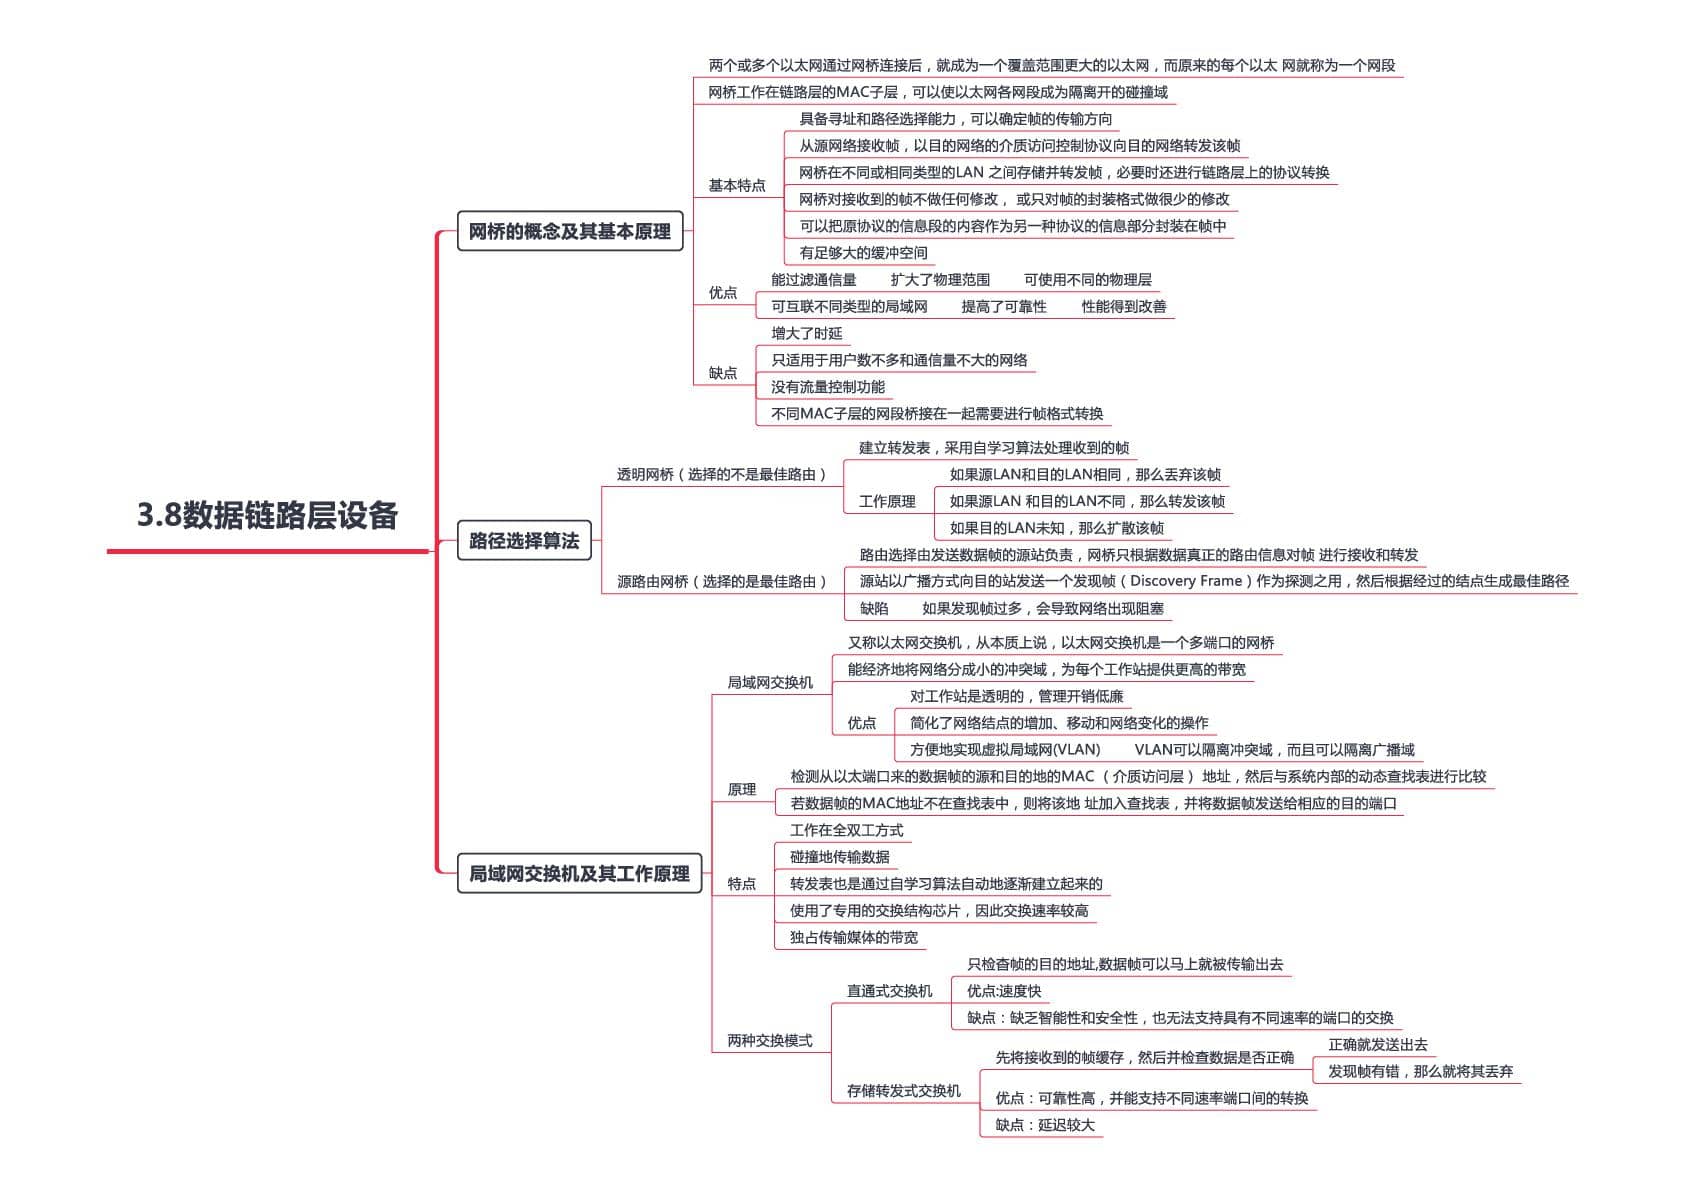 3.8数据链路层设备
网桥的概念及其基本原理
两个或多个以太网通过网桥连接后，就成为一个覆盖范围更大的以太网，而原来的每个以太 网就称为一个网段
网桥工作在链路层的MAC子层，可以使以太网各网段成为隔离开的碰撞域
基本特点
具备寻址和路径选择能力，可以确定帧的传输方向
从源网络接收帧，以目的网络的介质访问控制协议向目的网络转发该帧
网桥在不同或相同类型的LAN 之间存储并转发帧，必要时还进行链路层上的协议转换
网桥对接收到的帧不做任何修改， 或只对帧的封装格式做很少的修改
可以把原协议的信息段的内容作为另一种协议的信息部分封装在帧中
有足够大的缓冲空间
优点
能过滤通信量 扩大了物理范围 可使用不同的物理层
可互联不同类型的局域网 提高了可靠性 性能得到改善
缺点
增大了时延
只适用于用户数不多和通信量不大的网络
没有流量控制功能
不同MAC子层的网段桥接在一起需要进行帧格式转换
路径选择算法
透明网桥（选择的不是最佳路由）
建立转发表，采用自学习算法处理收到的帧
工作原理
如果源LAN和目的LAN相同，那么丢弃该帧
如果源LAN 和目的LAN不同，那么转发该帧
如果目的LAN未知，那么扩散该帧
源路由网桥（选择的是最佳路由）
路由选择由发送数据帧的源站负责，网桥只根据数据真正的路由信息对帧 进行接收和转发
源站以广播方式向目的站发送一个发现帧（Discovery Frame）作为探测之用，然后根据经过的结点生成最佳路径
缺陷 如果发现帧过多，会导致网络出现阻塞
局域网交换机及其工作原理
局域网交换机
又称以太网交换机，从本质上说，以太网交换机是一个多端口的网桥
能经济地将网络分成小的冲突域，为每个工作站提供更高的带宽
优点
对工作站是透明的，管理开销低廉
简化了网络结点的增加、移动和网络变化的操作
方便地实现虚拟局域网(VLAN) VLAN可以隔离冲突域，而且可以隔离广播域
原理
检测从以太端口来的数据帧的源和目的地的MAC（介质访问层）地址，然后与系统内部的动态查找表进行比较
若数据帧的MAC地址不在查找表中，则将该地 址加入查找表，并将数据帧发送给相应的目的端口
特点
工作在全双工方式
碰撞地传输数据
转发表也是通过自学习算法自动地逐渐建立起来的
使用了专用的交换结构芯片，因此交换速率较高
独占传输媒体的带宽
两种交换模式
直通式交换机
只检查帧的目的地址,数据帧可以马上就被传输出去
优点:速度快
缺点：缺乏智能性和安全性，也无法支持具有不同速率的端口的交换
存储转发式交换机
先将接收到的帧缓存，然后并检查数据是否正确
正确就发送出去
发现帧有错，那么就将其丢弃
优点：可靠性高，并能支持不同速率端口间的转换
缺点：延迟较大